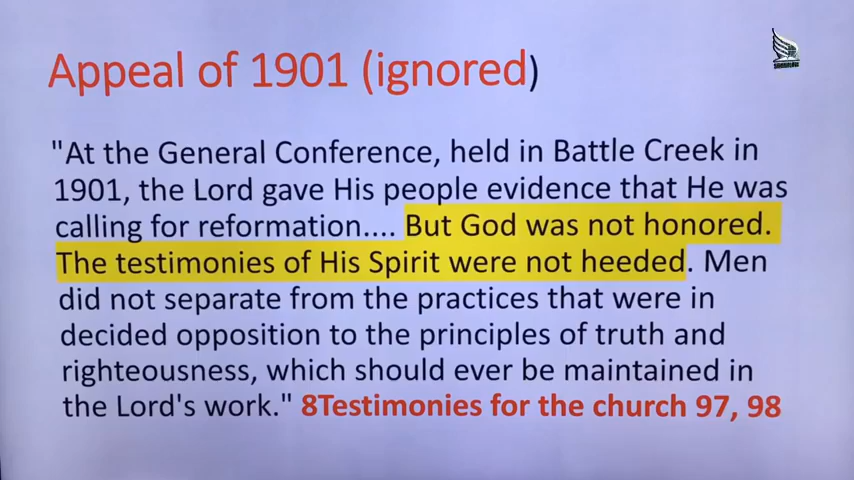 Appeal of 1901 (ignored)
"At the General Conference, held in Battle Creek in
1901, the Lord gave His people evidence that He was
calling for reformation.... But God was not honored.
The testimonies of His Spirit were not heeded. Men
did not separate from the practices that were in
decided opposition to the principles of truth and
righteousness, which should ever be maintained in
the Lord's work." 8Testimonies for the church 97, 98